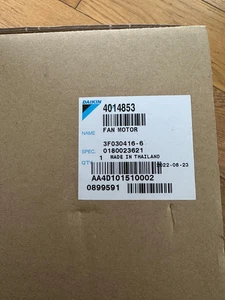 DAIKIN
4014853
NAME FAN MOTOR
3F030416-6
SPEC. 0180023621
QTY. 1 MADE IN THAILAND
2022-08-23
AA4D101510002
0899591